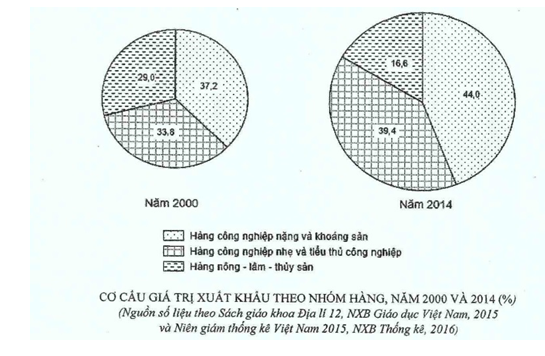 29,0
37,2
33,8
Năm 2000
16,6
44,0
39,4
Năm 2014
Hàng công nghiệp nặng và khoáng sản
Hàng công nghiệp nhẹ và tiểu thủ công nghiệp
Hàng nông - lâm - thủy sản
CƠ CẤU GIÁ TRỊ XUẤT KHẨU THEO NHÓM HÀNG, NĂM 2000 VÀ 2014 (%)
(Nguồn số liệu theo Sách giáo khoa Địa lí 12, NXB Giáo dục Việt Nam, 2015
và Niên giám thống kê Việt Nam 2015, NXB Thống kê, 2016)